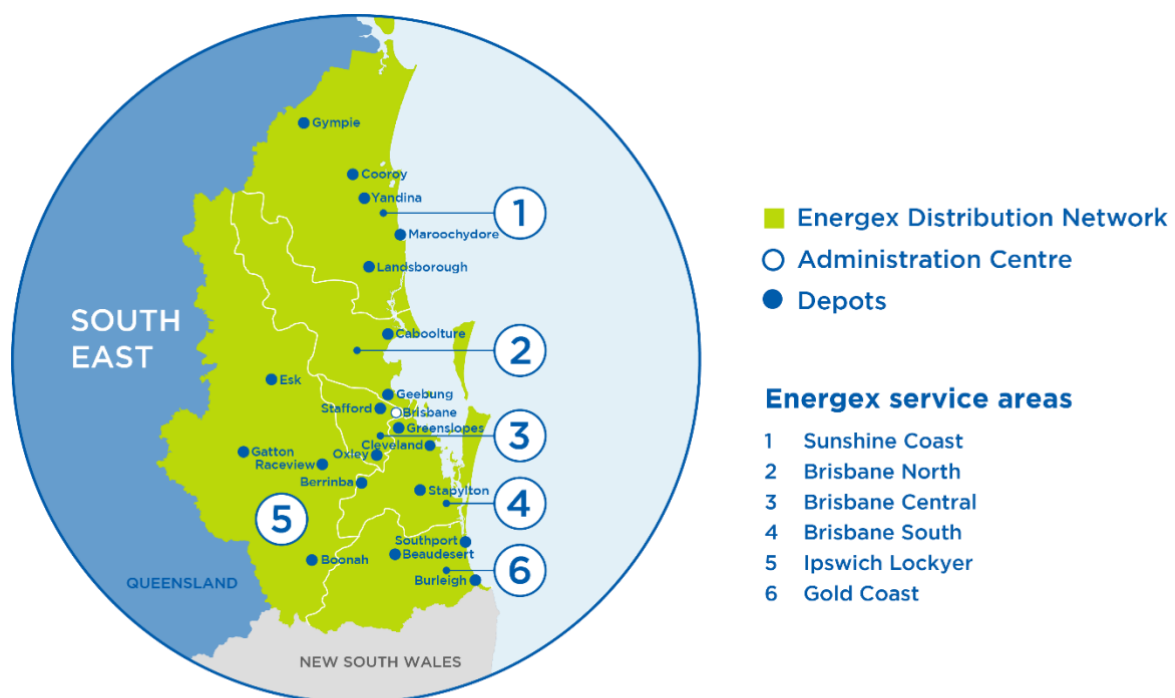 Gympie
Cooroy
Yandina
1
Maroochydore
Landsborough
SOUTH
EAST
Caboolture
2
Esk
Geebung
Stafford
Brisbane
Greenslopes
3
Cleveland
Gatton
Oxley
Raceview
Berrinba
Stapylton
4
5
Southport
Beaudesert
Boonah
6
Burleigh
QUEENSLAND
NEW SOUTH WALES
Energex Distribution Network
Administration Centre
Depots
Energex service areas
1 Sunshine Coast
2 Brisbane North
3 Brisbane Central
4 Brisbane South
5 Ipswich Lockyer
6 Gold Coast